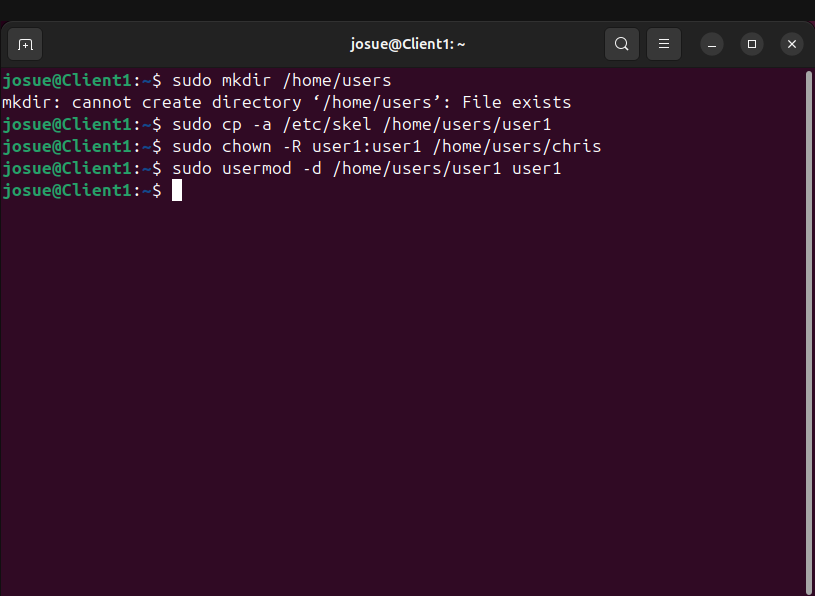 josue@Client1: ~
josue@Client1:~$ sudo mkdir /home/users
mkdir: cannot create directory ‘/home/users’: File exists
josue@Client1:~$ sudo cp -a /etc/skel /home/users/user1
josue@Client1:~$ sudo chown -R user1:user1 /home/users/chris
josue@Client1:~$ sudo usermod -d /home/users/user1 user1
josue@Client1:~$